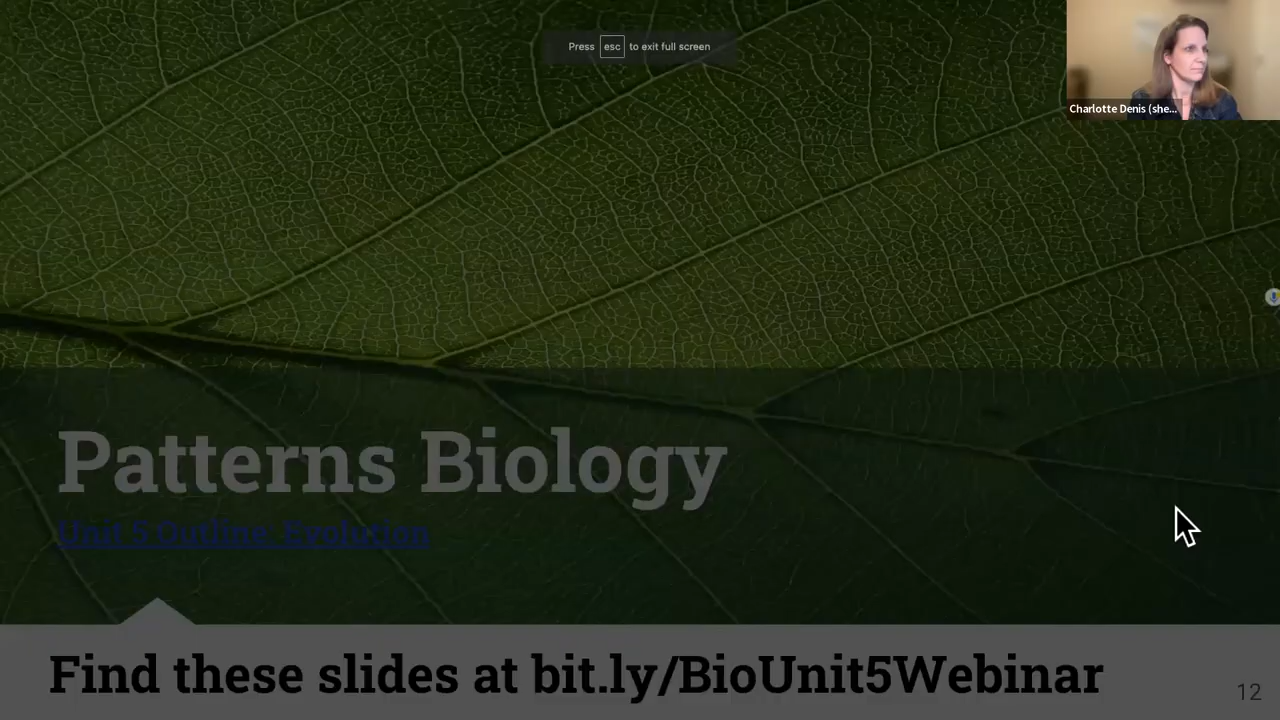 Press esc to exit full screen
Charlotte Denis (she...
Patterns Biology
Unit 5 Outline: Evolution
Find these slides at bit.ly/BioUnit5Webinar
12